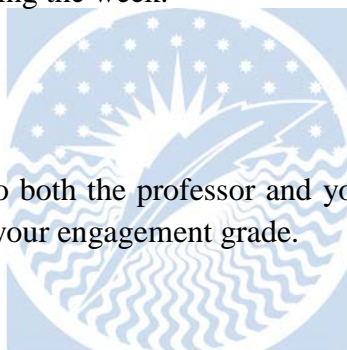 ing the week.
o both the professor and yo
your engagement grade.